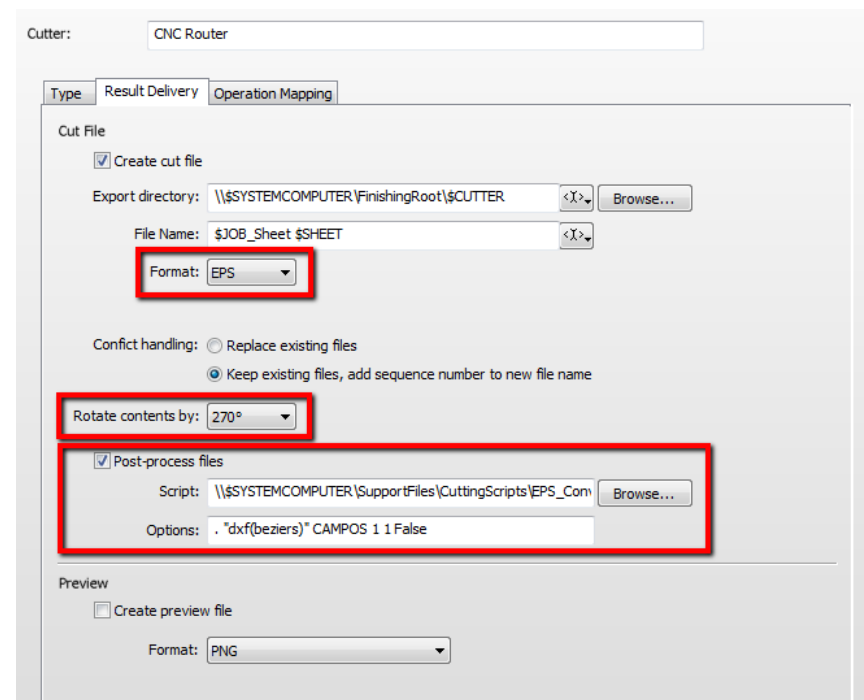 Cutter: CNC Router
Type Result Delivery Operation Mapping
Cut File
Create cut file
Export directory: \\$SYSTEMCOMPUTER\FinishingRoot\$CUTTER <I> Browse...
File Name: $JOB_Sheet $SHEET <I>
Format: EPS
Confict handling: Replace existing files
Keep existing files, add sequence number to new file name
Rotate contents by: 270°
Post-process files
Script: \\$SYSTEMCOMPUTER\SupportFiles\CuttingScripts\EPS_Conv Browse...
Options: . "dxf(beziers)" CAMPOS 1 1 False
Preview
Create preview file
Format: PNG